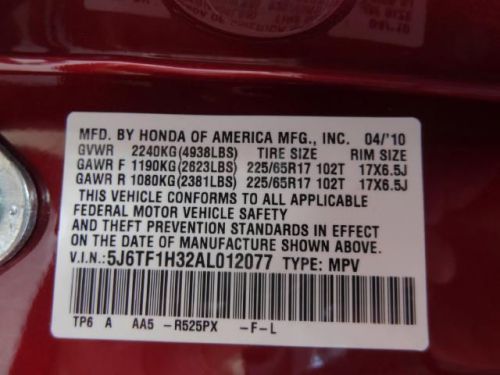 MFD. BY HONDA OF AMERICA MFG., INC. 04/'10
GVWR 2240KG(4938LBS) TIRE SIZE RIM SIZE
GAWR F 1190KG(2623LBS) 225/65R17 102T 17X6.5J
GAWR R 1080KG(2381LBS) 225/65R17 102T 17X6.5J
THIS VEHICLE CONFORMS TO ALL APPLICABLE
FEDERAL MOTOR VEHICLE SAFETY
AND THEFT PREVENTION STANDARDS IN EFFECT
ON THE DATE OF MANUFACTURE SHOWN ABOVE.
V.I.N.: 5J6TF1H32AL012077 TYPE: MPV
TP6 A AA5 -R525PX -F-L